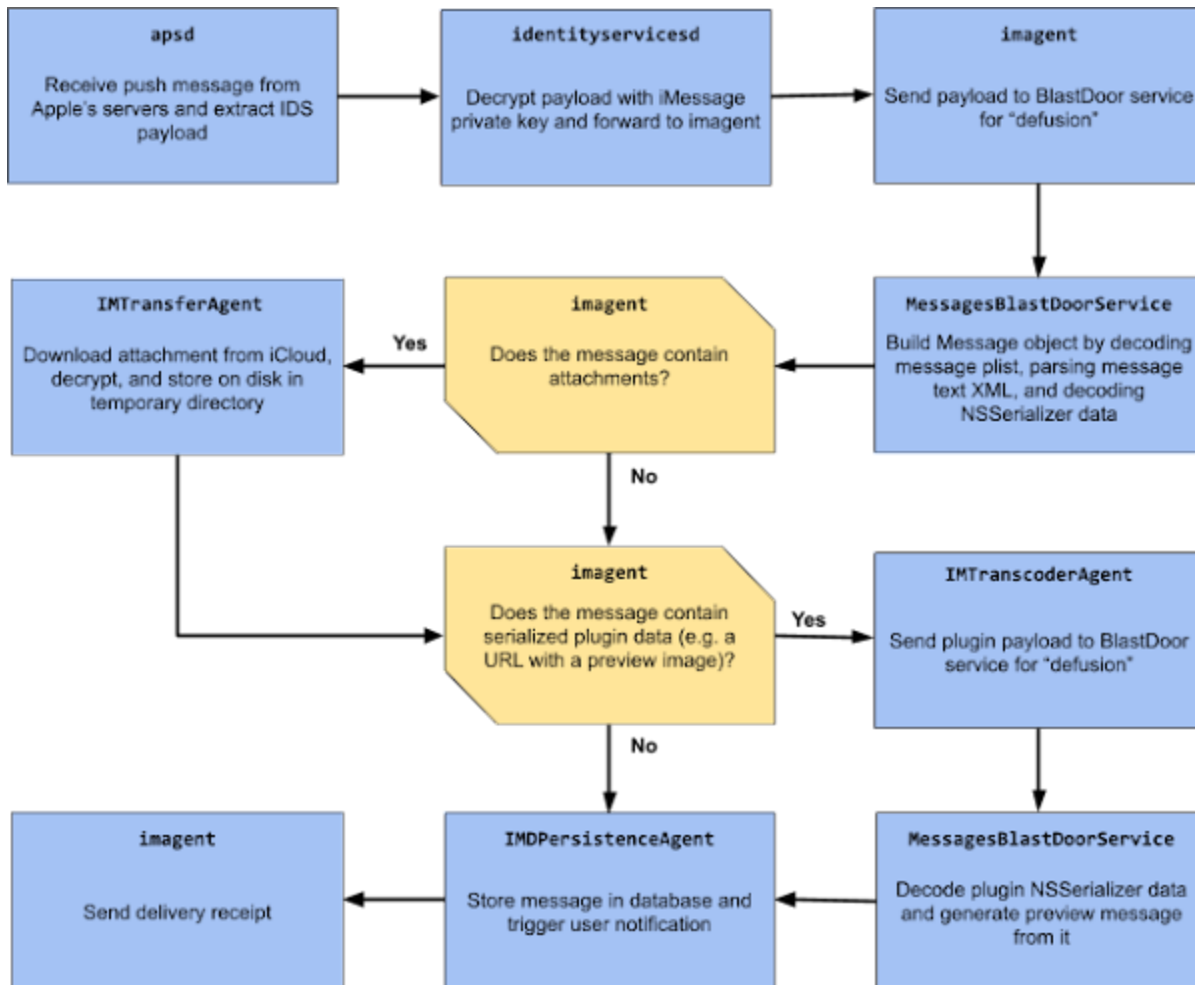 apsd
Receive push message from
Apple's servers and extract IDS
payload
identityservicesd
Decrypt payload with iMessage
private key and forward to imagent
imagent
Send payload to BlastDoor service
for “defusion”
IMTransferAgent
Download attachment from iCloud,
decrypt, and store on disk in
temporary directory
Yes
imagent
Does the message contain
attachments?
MessagesBlastDoorService
Build Message object by decoding
message plist, parsing message
text XML, and decoding
NSSerializer data
No
imagent
Does the message contain
serialized plugin data (e.g. a
URL with a preview image)?
Yes
IMTranscoderAgent
Send plugin payload to BlastDoor
service for “defusion”
No
imagent
Send delivery receipt
IMDPersistenceAgent
Store message in database and
trigger user notification
MessagesBlastDoorService
Decode plugin NSSerializer data
and generate preview message
from it